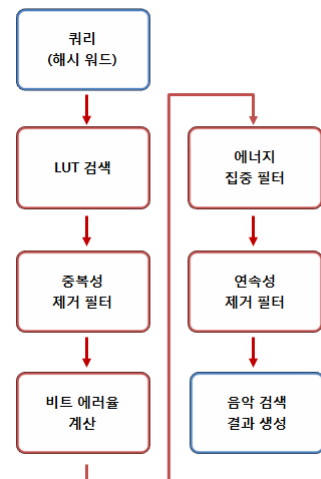 쿼리
(해시 워드)
LUT 검색
중복성
제거 필터
비트 에러율
계산
에너지
집중 필터
연속성
제거 필터
음악 검색
결과 생성